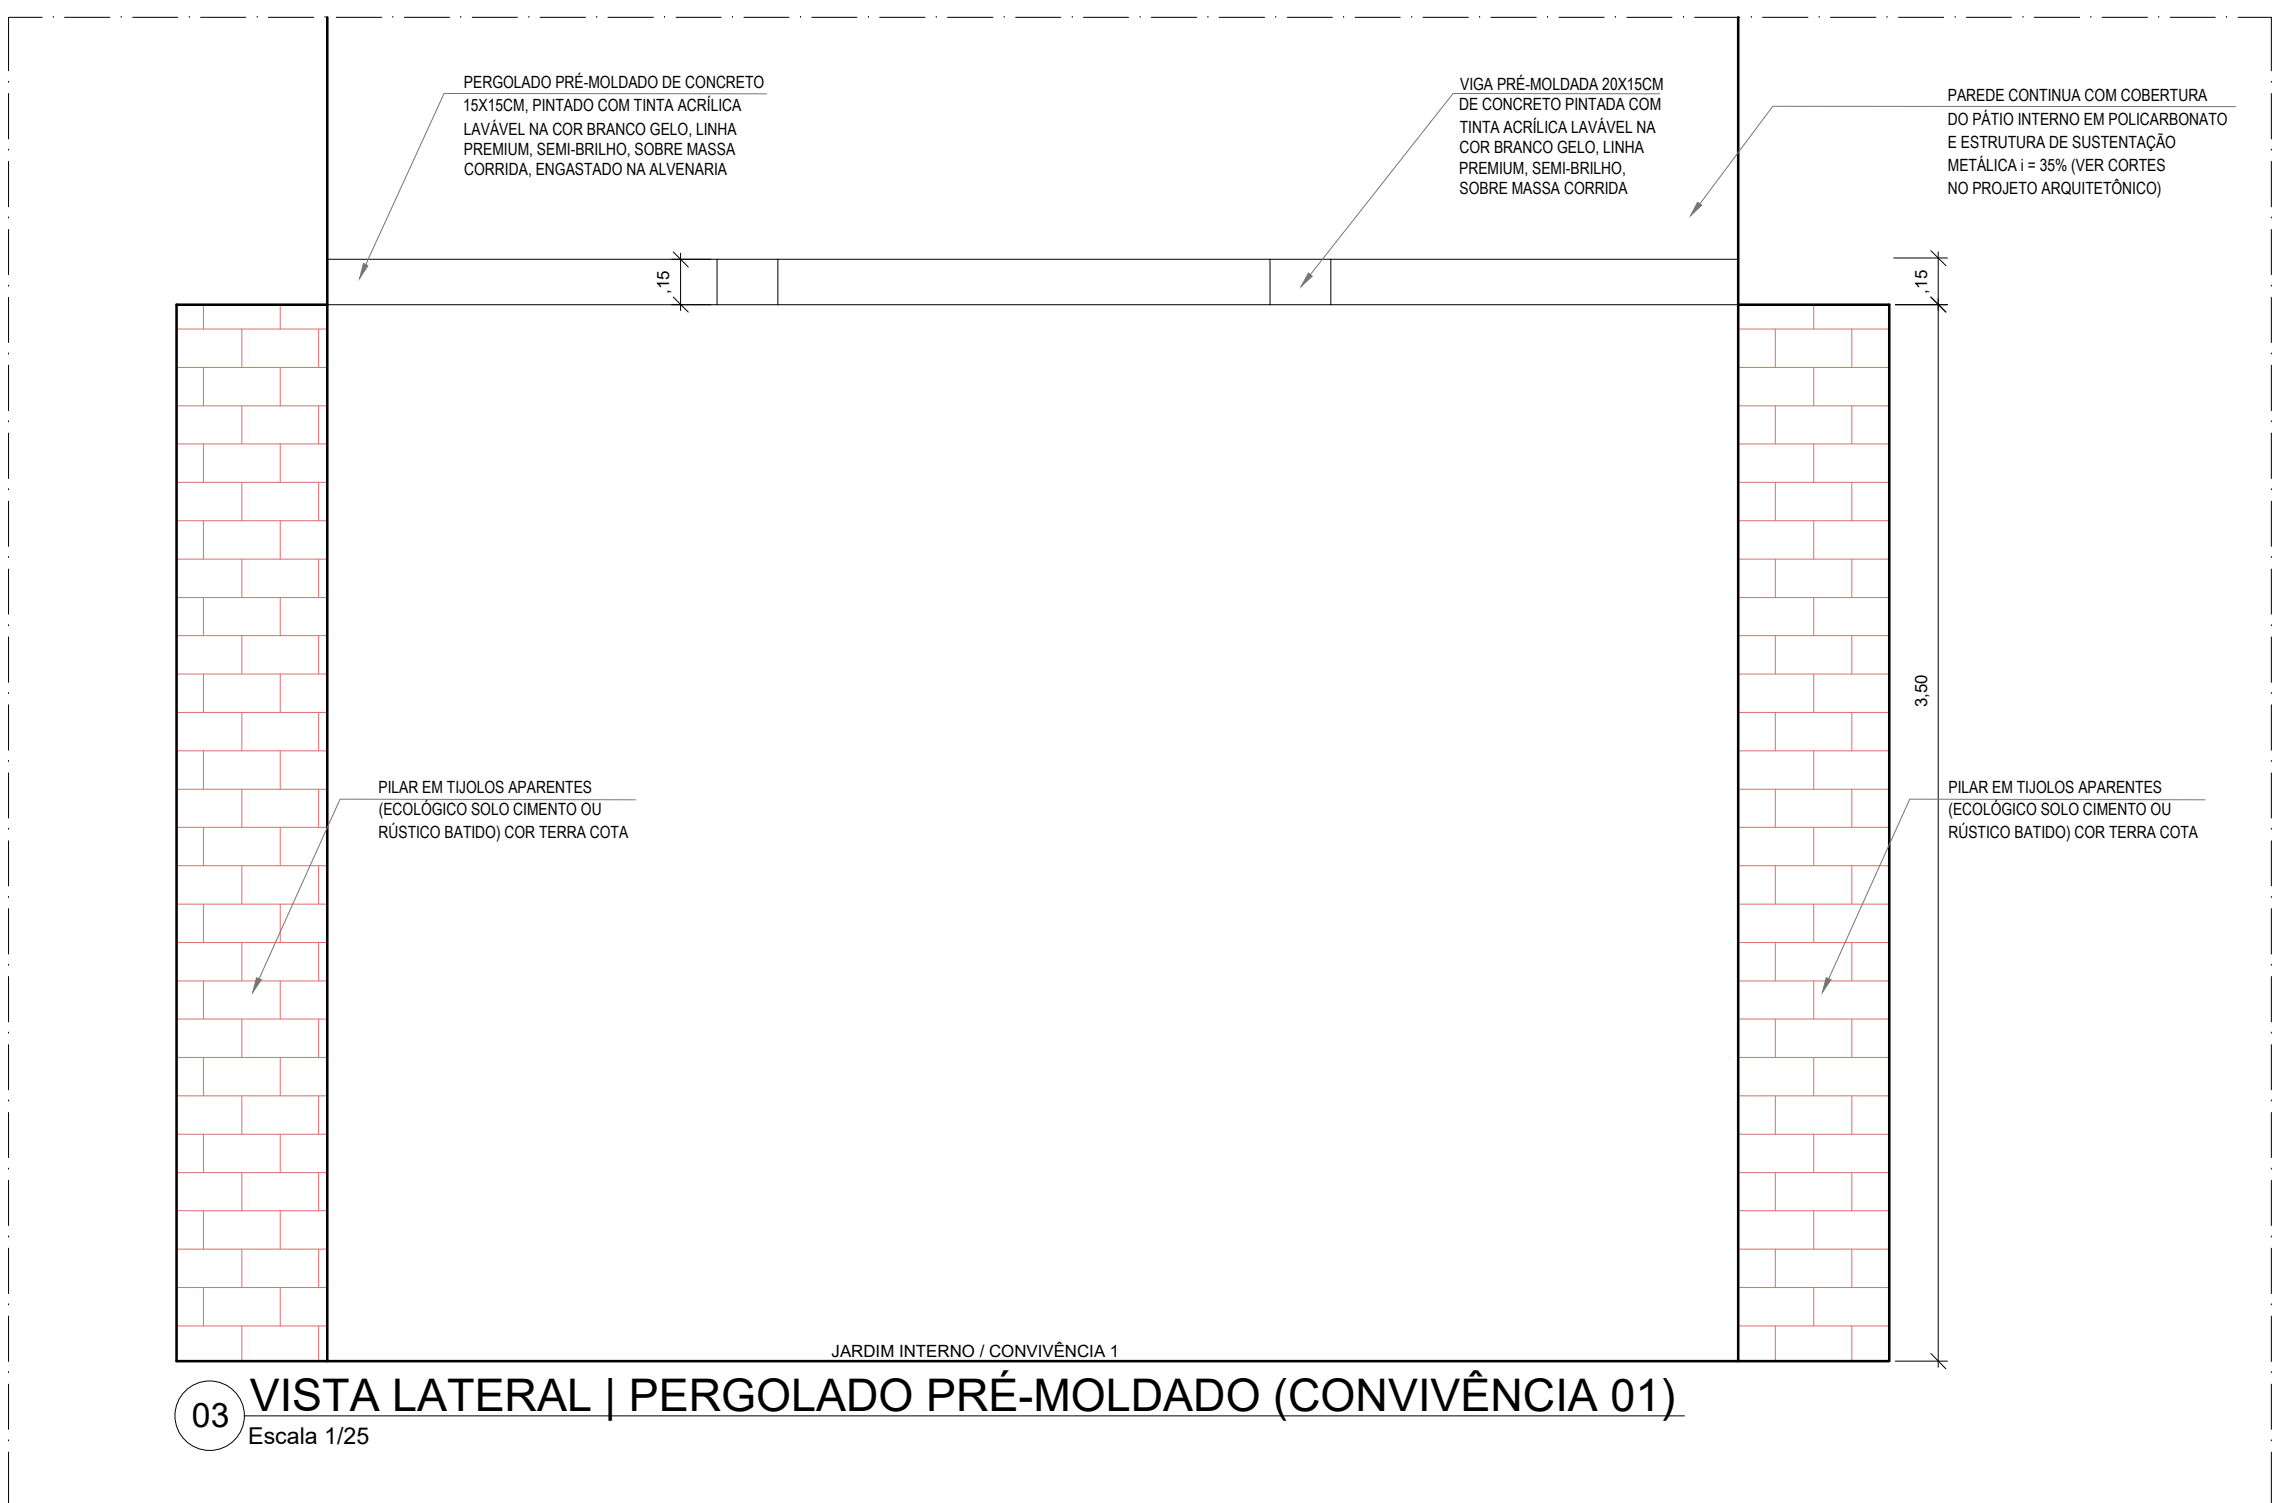 PERGOLADO PRÉ-MOLDADO DE CONCRETO
15X15CM, PINTADO COM TINTA ACRÍLICA
LAVÁVEL NA COR BRANCO GELO, LINHA
PREMIUM, SEMI-BRILHO, SOBRE MASSA
CORRIDA, ENGASTADO NA ALVENARIA
VIGA PRÉ-MOLDADA 20X15CM
DE CONCRETO PINTADA COM
TINTA ACRÍLICA LAVÁVEL NA
COR BRANCO GELO, LINHA
PREMIUM, SEMI-BRILHO,
SOBRE MASSA CORRIDA
PAREDE CONTINUA COM COBERTURA
DO PÁTIO INTERNO EM POLICARBONATO
E ESTRUTURA DE SUSTENTAÇÃO
METÁLICA i = 35% (VER CORTES
NO PROJETO ARQUITETÔNICO)
,15
,15
3,50
PILAR EM TIJOLOS APARENTES
(ECOLÓGICO SOLO CIMENTO OU
RÚSTICO BATIDO) COR TERRA COTA
PILAR EM TIJOLOS APARENTES
(ECOLÓGICO SOLO CIMENTO OU
RÚSTICO BATIDO) COR TERRA COTA
JARDIM INTERNO / CONVIVÊNCIA 1
03 VISTA LATERAL | PERGOLADO PRÉ-MOLDADO (CONVIVÊNCIA 01)
Escala 1/25